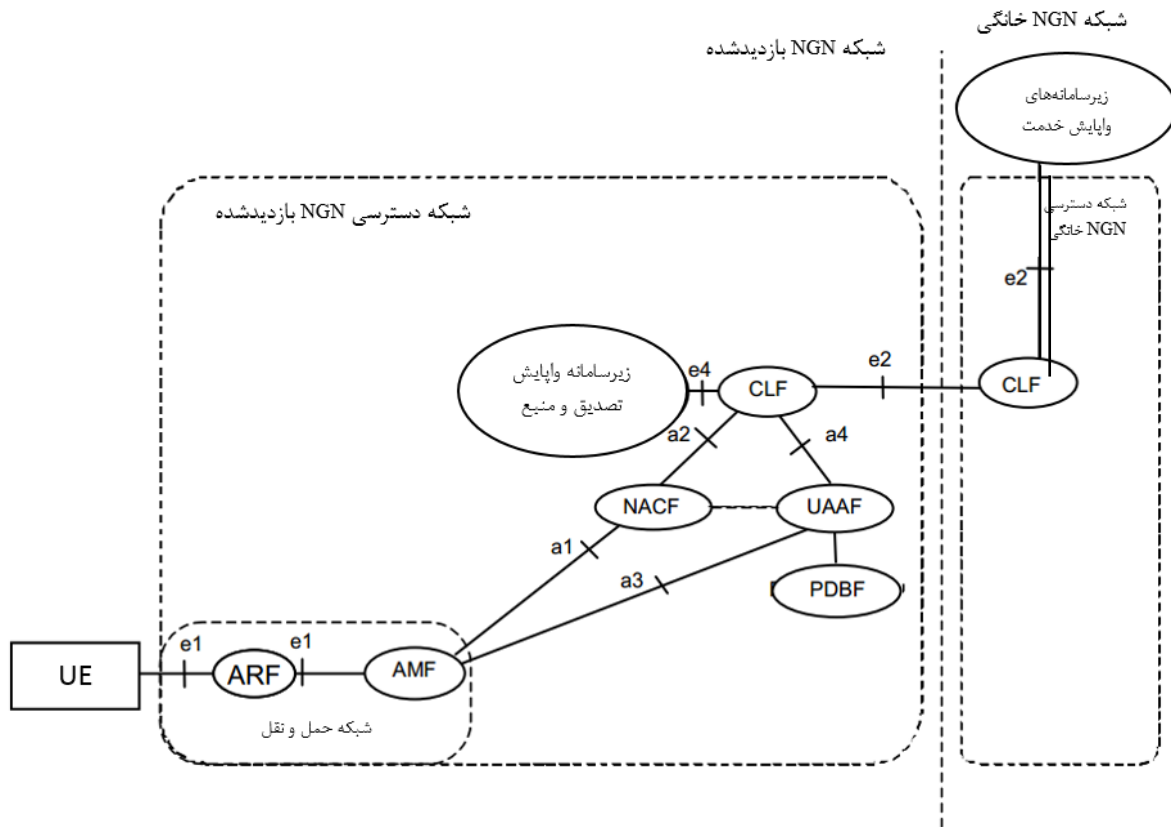 شبکه NGN خانگی
شبکه NGN بازدیدشده
زیرسامانه‌های
واپایش خدمت
شبکه دسترسی NGN بازدیدشده
شبکه دسترسی
NGN خانگی
e2
زیرسامانه واپایش
تصدیق و منبع
e4
CLF
e2
CLF
a2
a4
NACF
UAAF
a1
a3
PDBF
UE
e1
ARF
e1
AMF
شبکه حمل و نقل